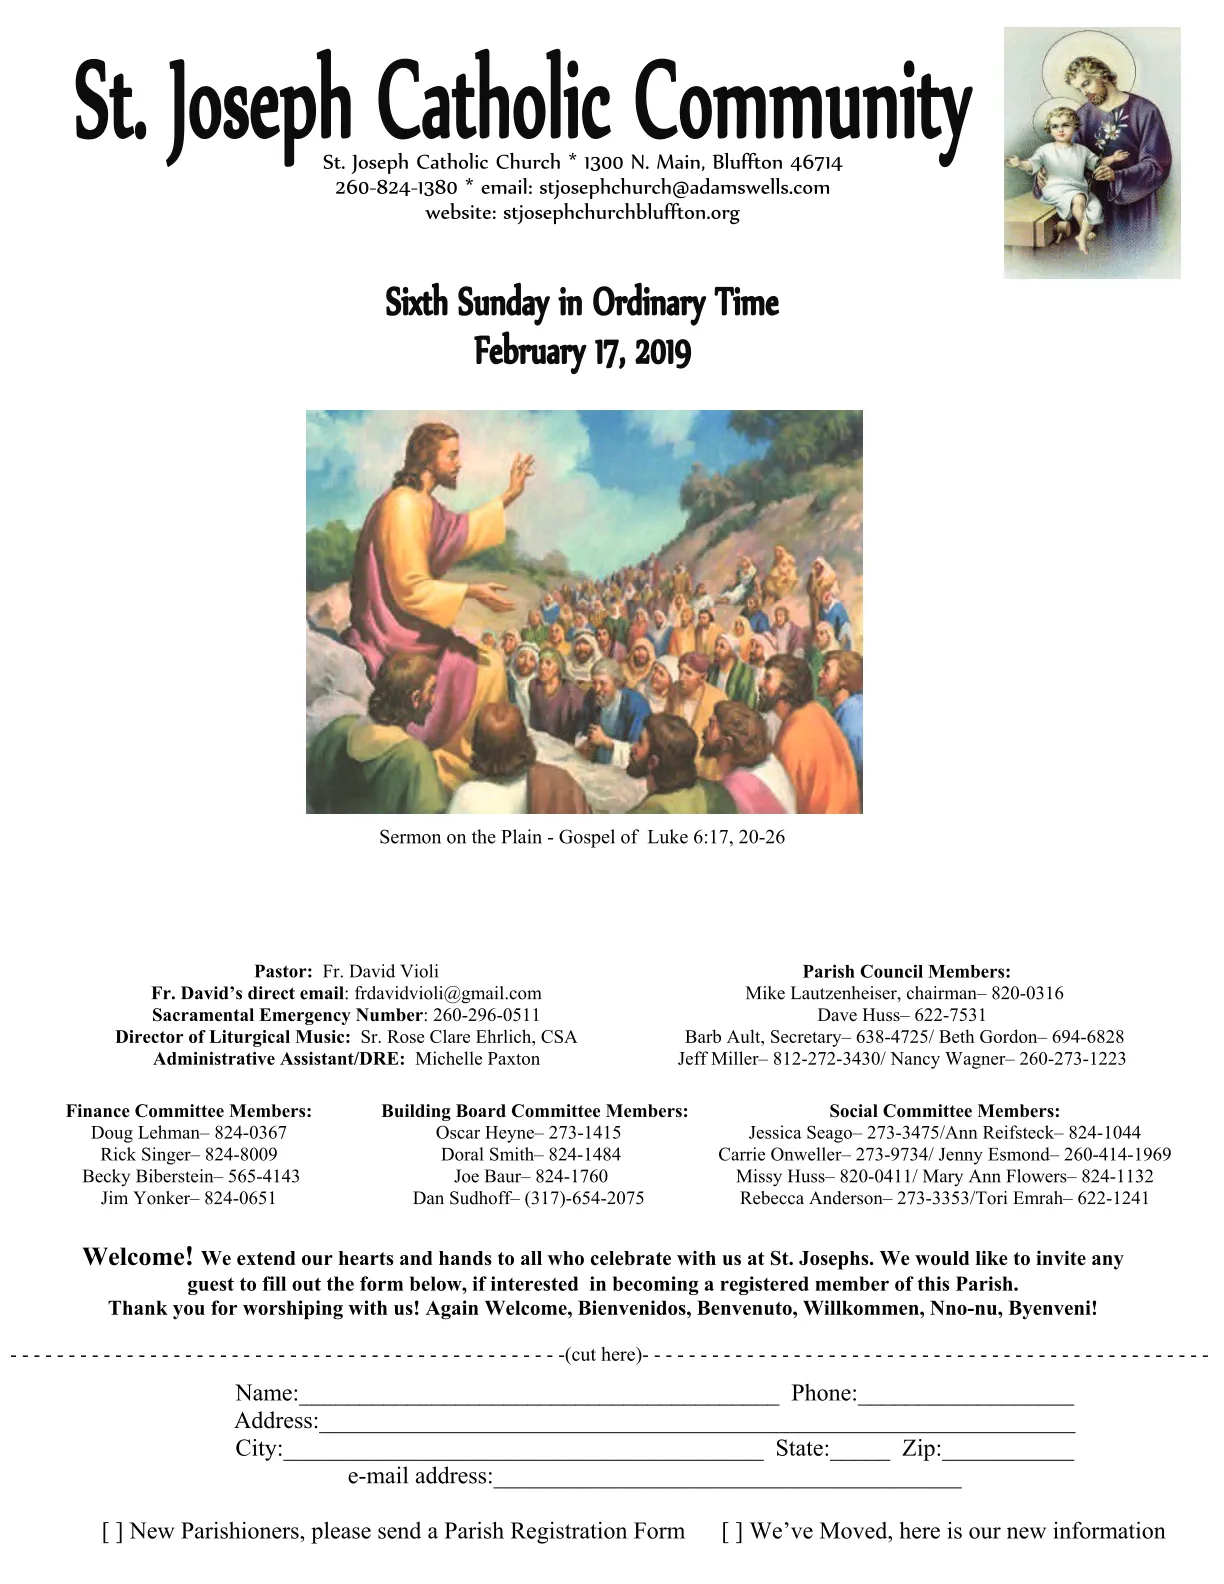 St. Joseph Catholic Community
St. Joseph Catholic Church * 1300 N. Main, Bluffton 46714
260-824-1380 * email: stjosephchurch@adamswells.com
website: stjosephchurchbluffton.org
Sixth Sunday in Ordinary Time
February 17, 2019
Sermon on the Plain - Gospel of Luke 6:17, 20-26
Pastor: Fr. David Violi
Fr. David’s direct email: frdavidvioli@gmail.com
Sacramental Emergency Number: 260-296-0511
Director of Liturgical Music: Sr. Rose Clare Ehrlich, CSA
Administrative Assistant/DRE: Michelle Paxton
Parish Council Members:
Mike Lautzenheiser, chairman– 820-0316
Dave Huss– 622-7531
Barb Ault, Secretary– 638-4725/ Beth Gordon– 694-6828
Jeff Miller– 812-272-3430/ Nancy Wagner– 260-273-1223
Finance Committee Members:
Doug Lehman– 824-0367
Rick Singer– 824-8009
Becky Biberstein– 565-4143
Jim Yonker– 824-0651
Building Board Committee Members:
Oscar Heyne– 273-1415
Doral Smith– 824-1484
Joe Baur– 824-1760
Dan Sudhoff– (317)-654-2075
Social Committee Members:
Jessica Seago– 273-3475/Ann Reifsteck– 824-1044
Carrie Onweller– 273-9734/ Jenny Esmond– 260-414-1969
Missy Huss– 820-0411/ Mary Ann Flowers– 824-1132
Rebecca Anderson– 273-3353/Tori Emrah– 622-1241
Welcome! We extend our hearts and hands to all who celebrate with us at St. Josephs. We would like to invite any
guest to fill out the form below, if interested in becoming a registered member of this Parish.
Thank you for worshiping with us! Again Welcome, Bienvenidos, Benvenuto, Willkommen, Nno-nu, Byenveni!
- - - - - - - - - - - - - - - - - - - - - - - - - - - - - - - - - - - - - - - - - - - - - - - -(cut here)- - - - - - - - - - - - - - - - - - - - - - - - - - - - - - - - - - - - - - - - - - - - - - - -
Name:________________________________________ Phone:__________________
Address:_______________________________________________________________
City:________________________________________ State:_____ Zip:___________
e-mail address:_______________________________________
[ ] New Parishioners, please send a Parish Registration Form [ ] We’ve Moved, here is our new information